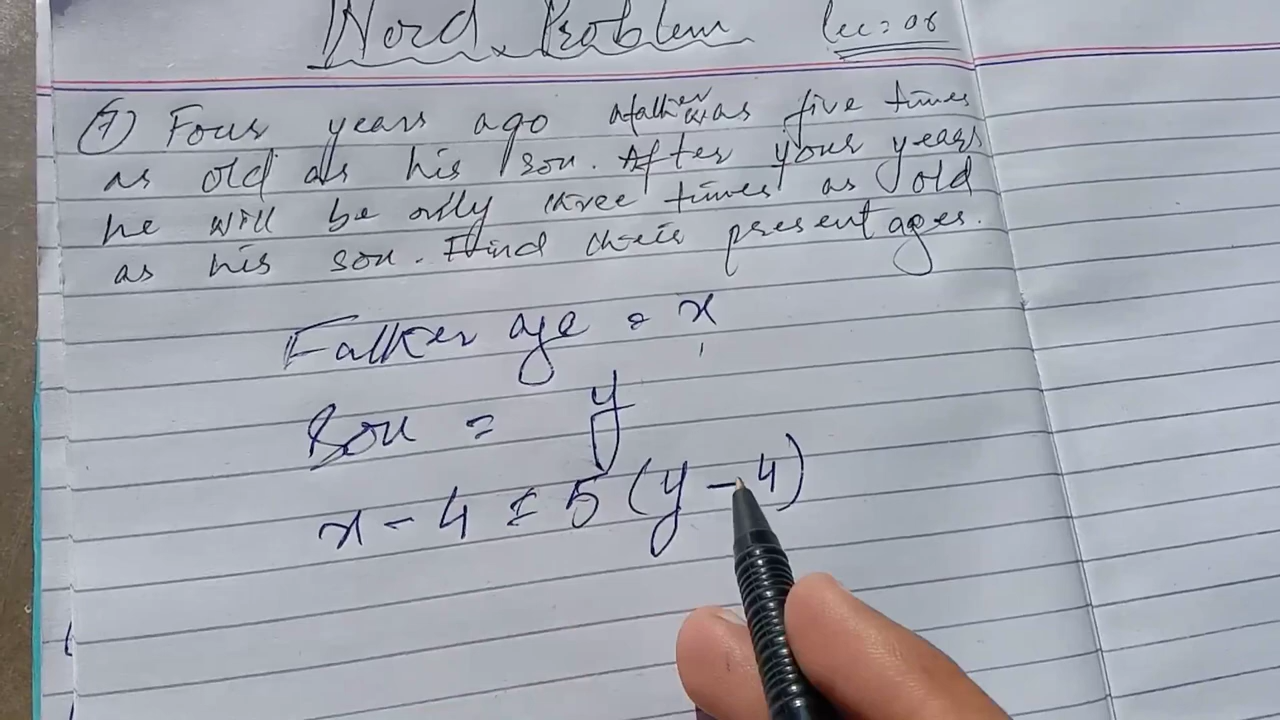 Word Problem lec = 08
(7) Four years ago a father was five times
as old as his son. After four years
he will be only three times as old
as his son. Find their present ages.
Father age = x
Son = y
x - 4 = 5 (y - 4)